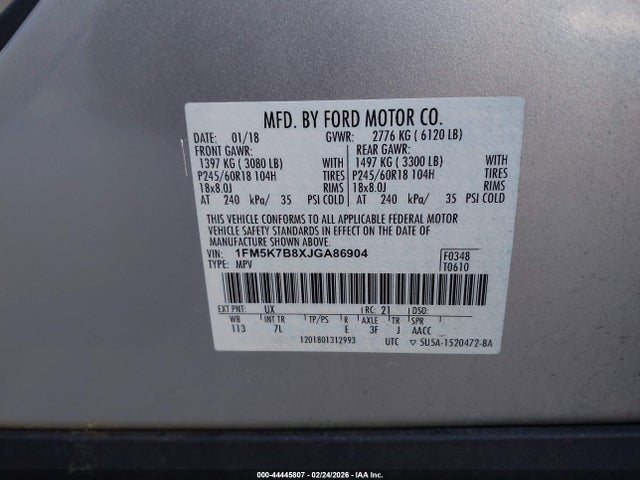 MFD. BY FORD MOTOR CO.
DATE: 01/18 GVWR: 2776 KG ( 6120 LB)
FRONT GAWR: REAR GAWR:
1397 KG ( 3080 LB) WITH 1497 KG ( 3300 LB) WITH
P245/60R18 104H TIRES P245/60R18 104H TIRES
18x8.0J RIMS 18x8.0J RIMS
AT 240 kPa/ 35 PSI COLD AT 240 kPa/ 35 PSI COLD
THIS VEHICLE CONFORMS TO ALL APPLICABLE FEDERAL MOTOR
VEHICLE SAFETY STANDARDS IN EFFECT ON THE DATE OF
MANUFACTURE SHOWN ABOVE.
VIN: 1FM5K7B8XJGA86904 F0348
TYPE: MPV T0610
EXT PNT: UX RC: 21 DSO:
WB INT TR TP/PS R AXLE TR SPR
113 7L E 3F J AACC
1201801312993 UTC ▽ 5USA-1520472-BA
000-44445807 - 02/24/2026 - IAA Inc.